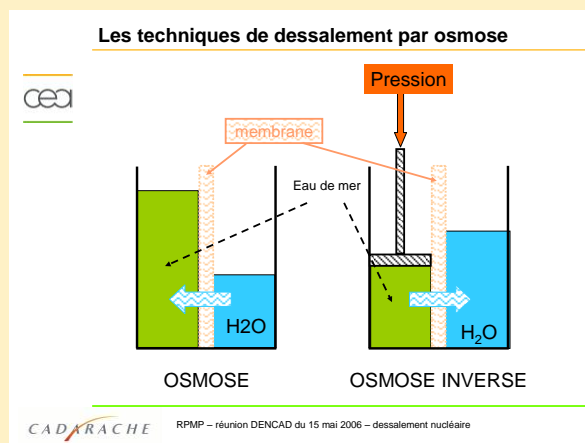 Les techniques de dessalement par osmose
cea
Pression
membrane
Eau de mer
H2O
H₂O
OSMOSE
OSMOSE INVERSE
CADARACHE
RPMP – réunion DENCAD du 15 mai 2006 – dessalement nucléaire